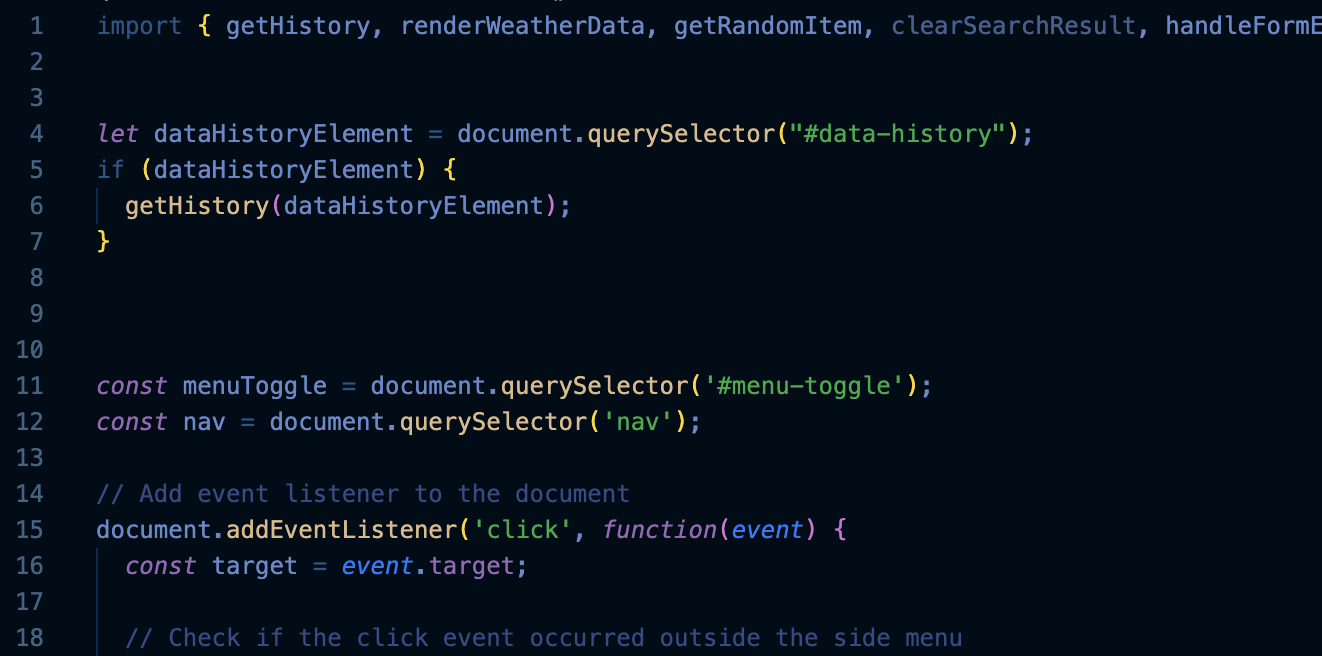 1 import { getHistory, renderWeatherData, getRandomItem, clearSearchResult, handleFormE
2
3
4 let dataHistoryElement = document.querySelector("#data-history");
5 if (dataHistoryElement) {
6 getHistory(dataHistoryElement);
7 }
8
9
10
11 const menuToggle = document.querySelector('#menu-toggle');
12 const nav = document.querySelector('nav');
13
14 // Add event listener to the document
15 document.addEventListener('click', function(event) {
16 const target = event.target;
17
18 // Check if the click event occurred outside the side menu